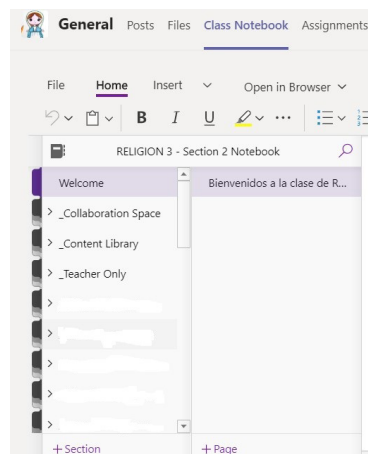 General Posts Files Class Notebook Assignments
File Home Insert Open in Browser
B I U
RELIGION 3 - Section 2 Notebook
Welcome
Bienvenidos a la clase de R...
_Collaboration Space
_Content Library
_Teacher Only
+ Section + Page